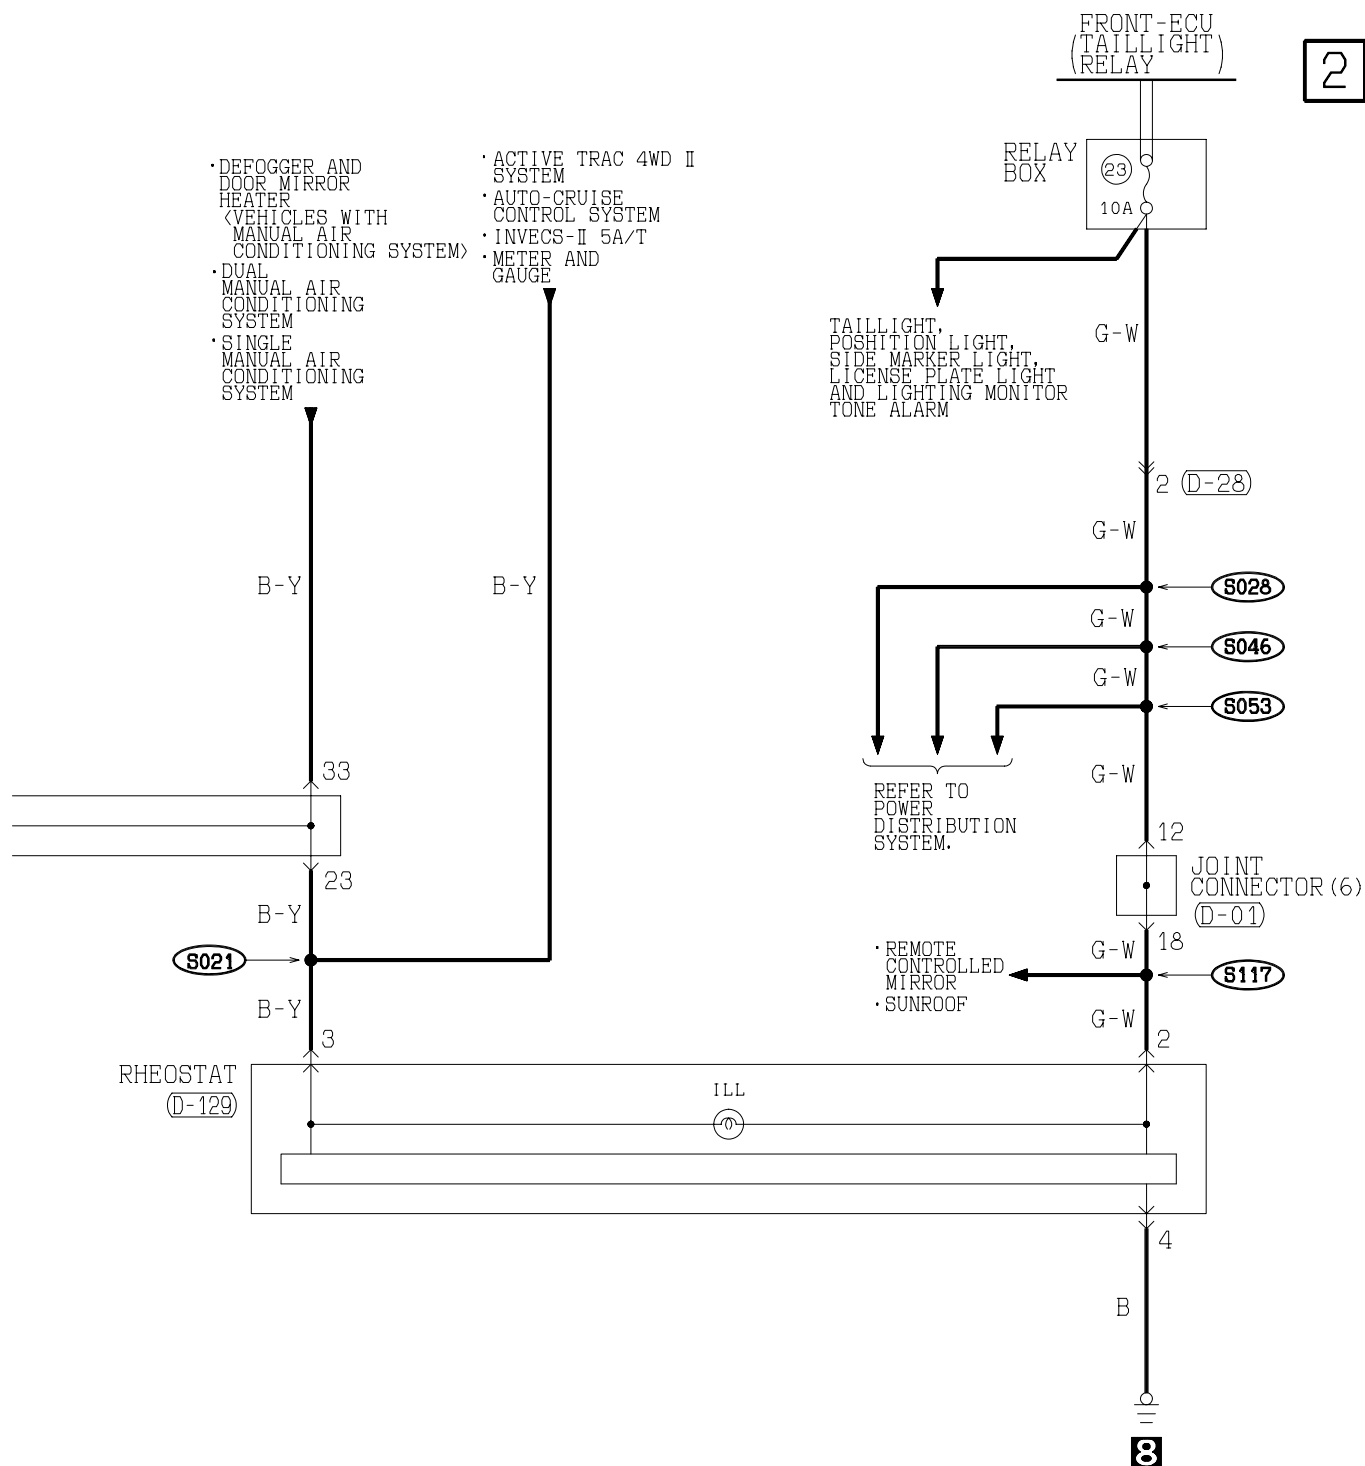 FRONT-ECU
(TAILLIGHT
RELAY)
2
RELAY
BOX
23
10A
·DEFOGGER AND
DOOR MIRROR
HEATER
<VEHICLES WITH
MANUAL AIR
CONDITIONING SYSTEM>
·DUAL
MANUAL AIR
CONDITIONING
SYSTEM
·SINGLE
MANUAL AIR
CONDITIONING
SYSTEM
·ACTIVE TRAC 4WD Ⅱ
SYSTEM
·AUTO-CRUISE
CONTROL SYSTEM
·INVECS-Ⅱ 5A/T
·METER AND
GAUGE
TAILLIGHT,
POSHITION LIGHT,
SIDE MARKER LIGHT,
LICENSE PLATE LIGHT
AND LIGHTING MONITOR
TONE ALARM
G-W
2 (D-28)
G-W
B-Y
B-Y
S028
G-W
S046
G-W
S053
33
G-W
REFER TO
POWER
DISTRIBUTION
SYSTEM.
12
JOINT
CONNECTOR(6)
(D-01)
23
B-Y
18
G-W
S021
·REMOTE
CONTROLLED
MIRROR
·SUNROOF
S117
B-Y
G-W
3
2
RHEOSTAT
(D-129)
ILL
4
B
8